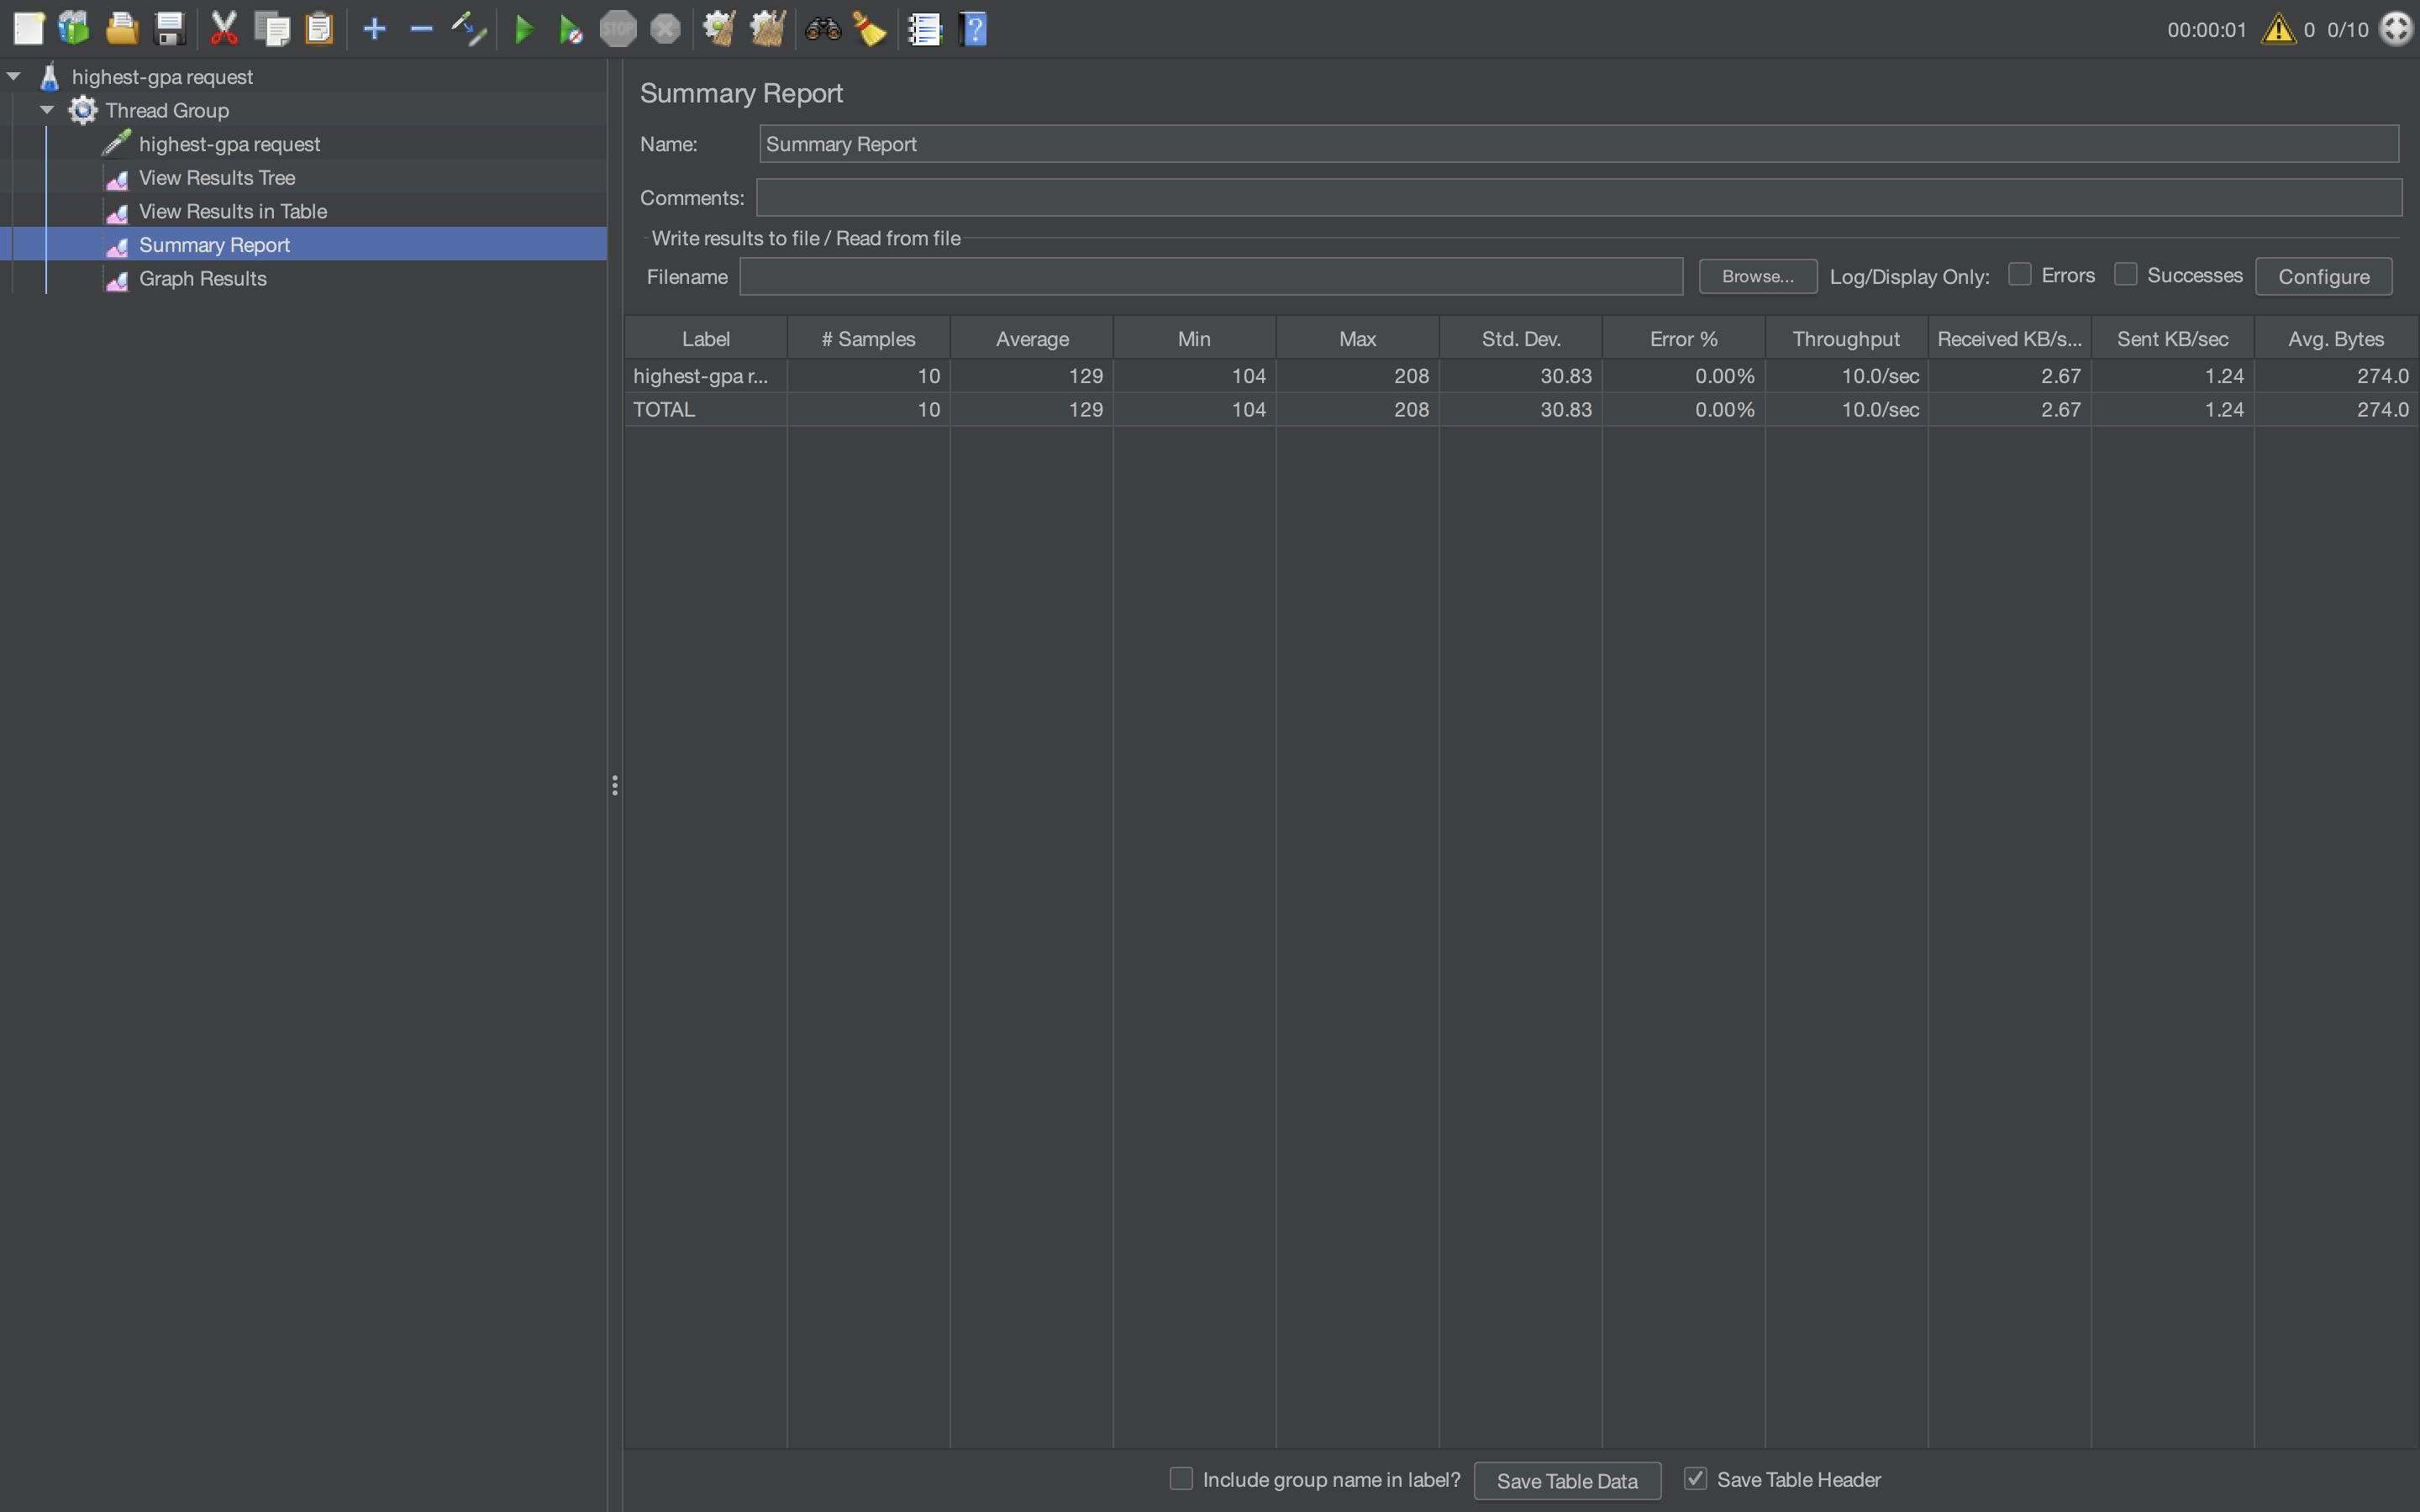 STOP
00:00:01 0 0/10
highest-gpa request
Thread Group
highest-gpa request
View Results Tree
View Results in Table
Summary Report
Graph Results
Summary Report
Name: Summary Report
Comments:
Write results to file / Read from file
Filename Browse... Log/Display Only: Errors Successes Configure
Label # Samples Average Min Max Std. Dev. Error % Throughput Received KB/s... Sent KB/sec Avg. Bytes
highest-gpa r... 10 129 104 208 30.83 0.00% 10.0/sec 2.67 1.24 274.0
TOTAL 10 129 104 208 30.83 0.00% 10.0/sec 2.67 1.24 274.0
Include group name in label? Save Table Data Save Table Header